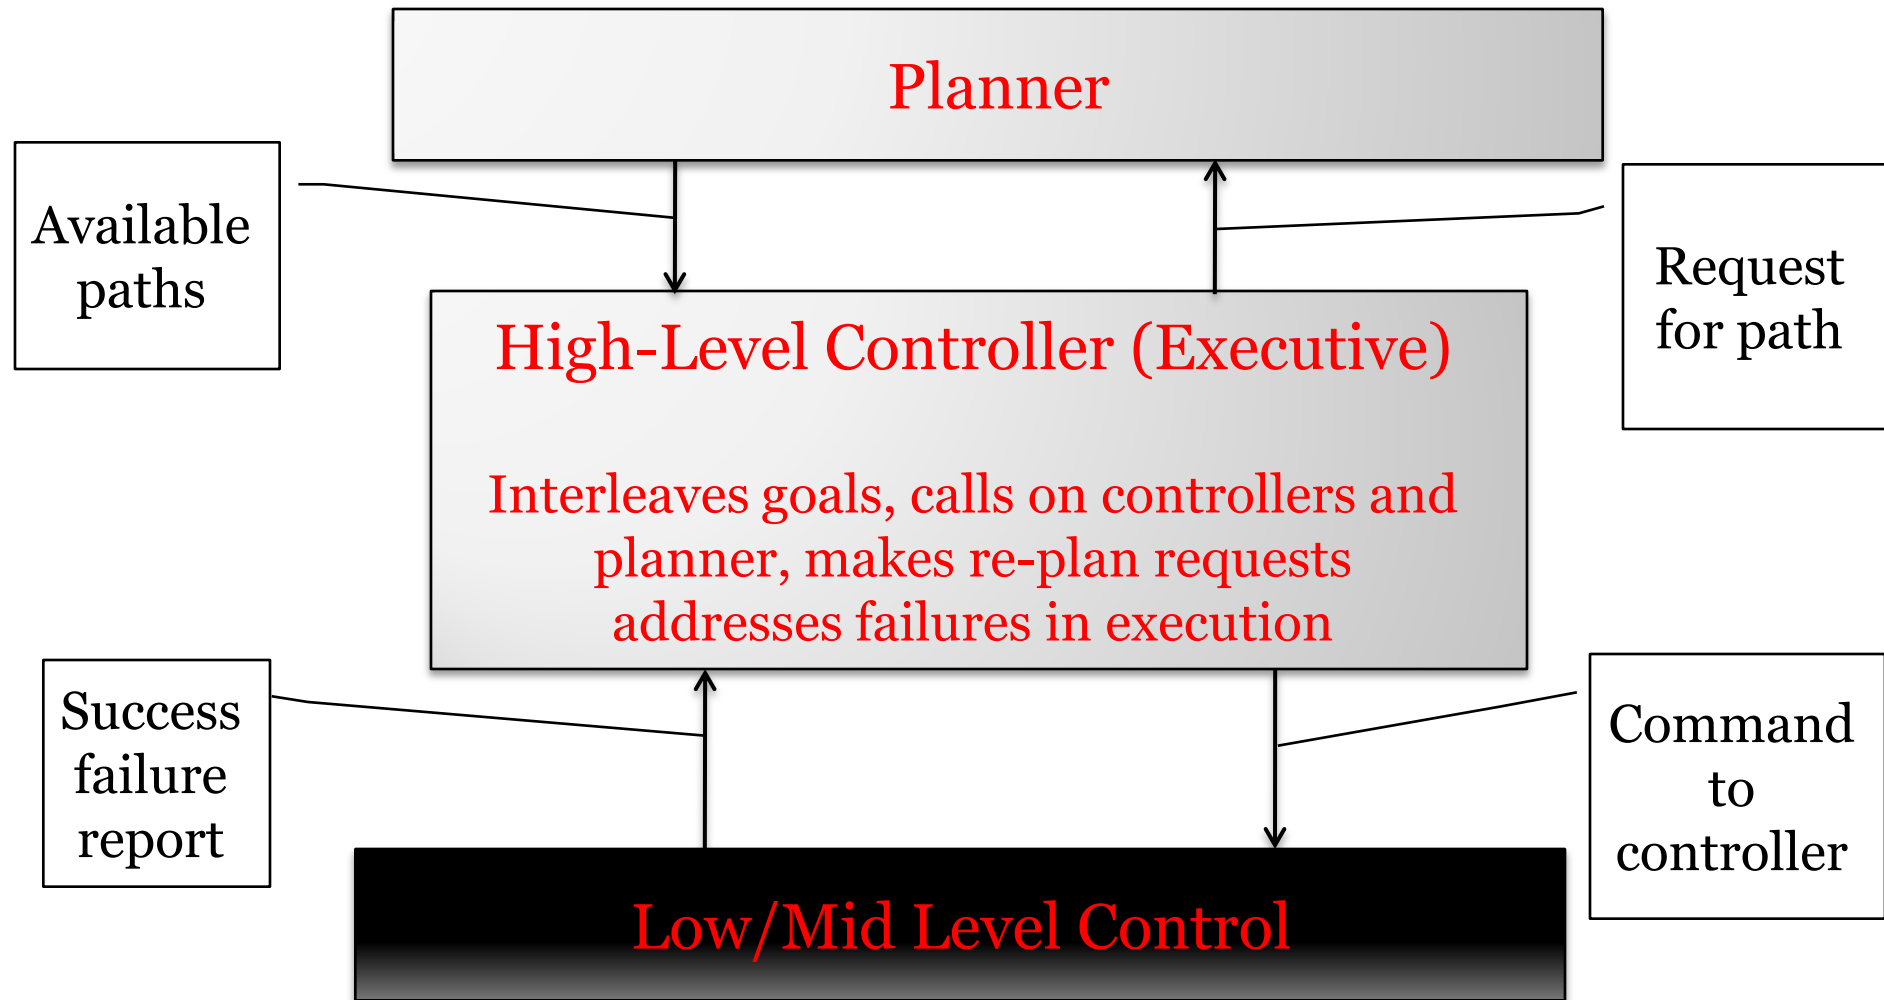 Planner
Available
paths
Request
for path
High-Level Controller (Executive)
Interleaves goals, calls on controllers and
planner, makes re-plan requests
addresses failures in execution
Success
failure
report
Command
to
controller
Low/Mid Level Control